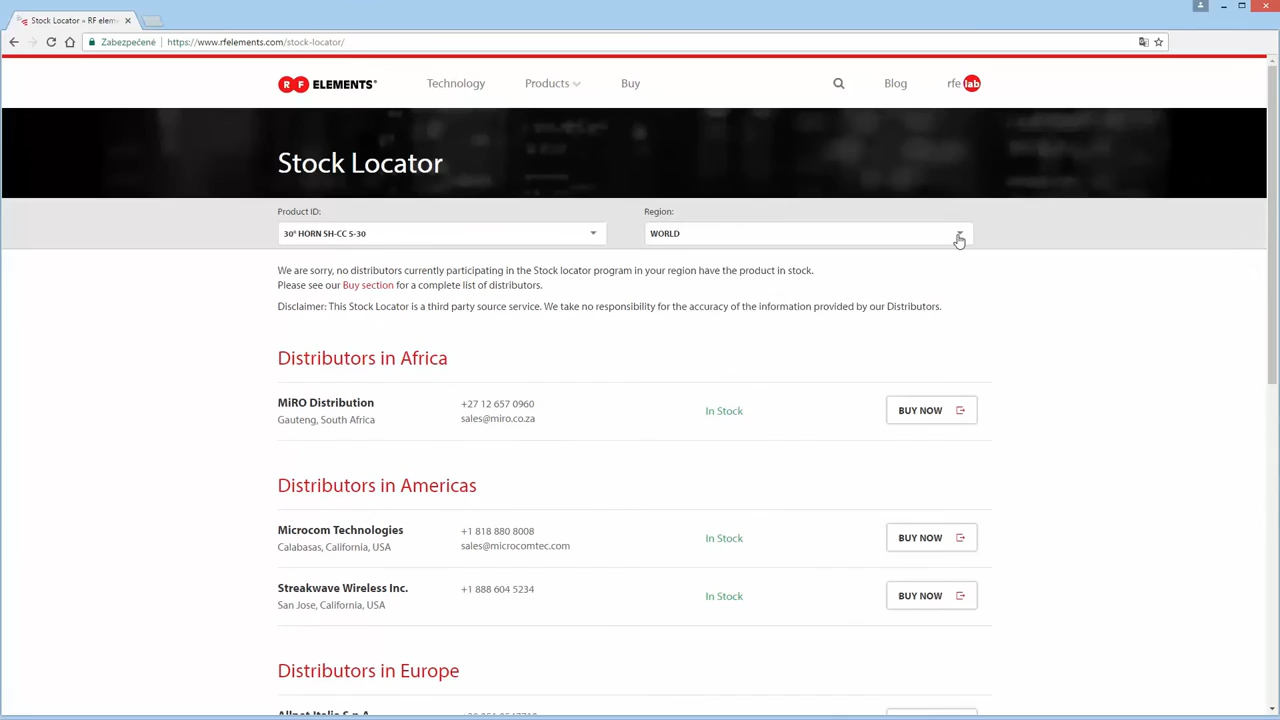 Stock Locator » RF elem
Zabezpečené
https://www.rfelements.com/stock-locator/
RF ELEMENTS®
Technology
Products
Buy
Blog
rfe lab
Stock Locator
Product ID:
Region:
30° HORN SH-CC 5-30
WORLD
We are sorry, no distributors currently participating in the Stock locator program in your region have the product in stock.
Please see our Buy section for a complete list of distributors.
Disclaimer: This Stock Locator is a third party source service. We take no responsibility for the accuracy of the information provided by our Distributors.
Distributors in Africa
MiRO Distribution
Gauteng, South Africa
+27 12 657 0960
sales@miro.co.za
In Stock
BUY NOW
Distributors in Americas
Microcom Technologies
Calabasas, California, USA
+1 818 880 8008
sales@microcomtec.com
In Stock
BUY NOW
Streakwave Wireless Inc.
San Jose, California, USA
+1 888 604 5234
In Stock
BUY NOW
Distributors in Europe
Allnet Italia S.p.A.